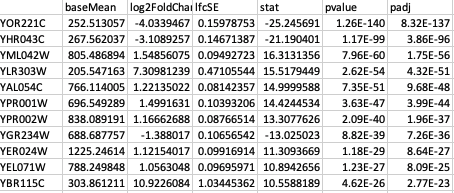 baseMean log2FoldChan lfcSE stat pvalue padj
YOR221C 252.513057 -4.0339467 0.15978753 -25.245691 1.26E-140 8.32E-137
YHR043C 267.562037 -3.1089257 0.14671387 -21.190401 1.17E-99 3.86E-96
YML042W 805.486894 1.54856075 0.09492723 16.3131356 7.96E-60 1.75E-56
YLR303W 205.547163 7.30981239 0.47105544 15.5179449 2.62E-54 4.32E-51
YAL054C 766.114005 1.22135022 0.08142357 14.9999588 7.35E-51 9.68E-48
YPR001W 696.549289 1.4991631 0.10393206 14.4244534 3.63E-47 3.99E-44
YPR002W 838.089191 1.16662688 0.08766514 13.3077626 2.09E-40 1.96E-37
YGR234W 688.687757 -1.388017 0.10656542 -13.025023 8.82E-39 7.26E-36
YER024W 1225.24614 1.12154017 0.09916914 11.3093669 1.18E-29 8.64E-27
YEL071W 788.249848 1.0563048 0.09695971 10.8942656 1.23E-27 8.09E-25
YBR115C 303.861211 10.9226084 1.03445362 10.5588189 4.62E-26 2.77E-23